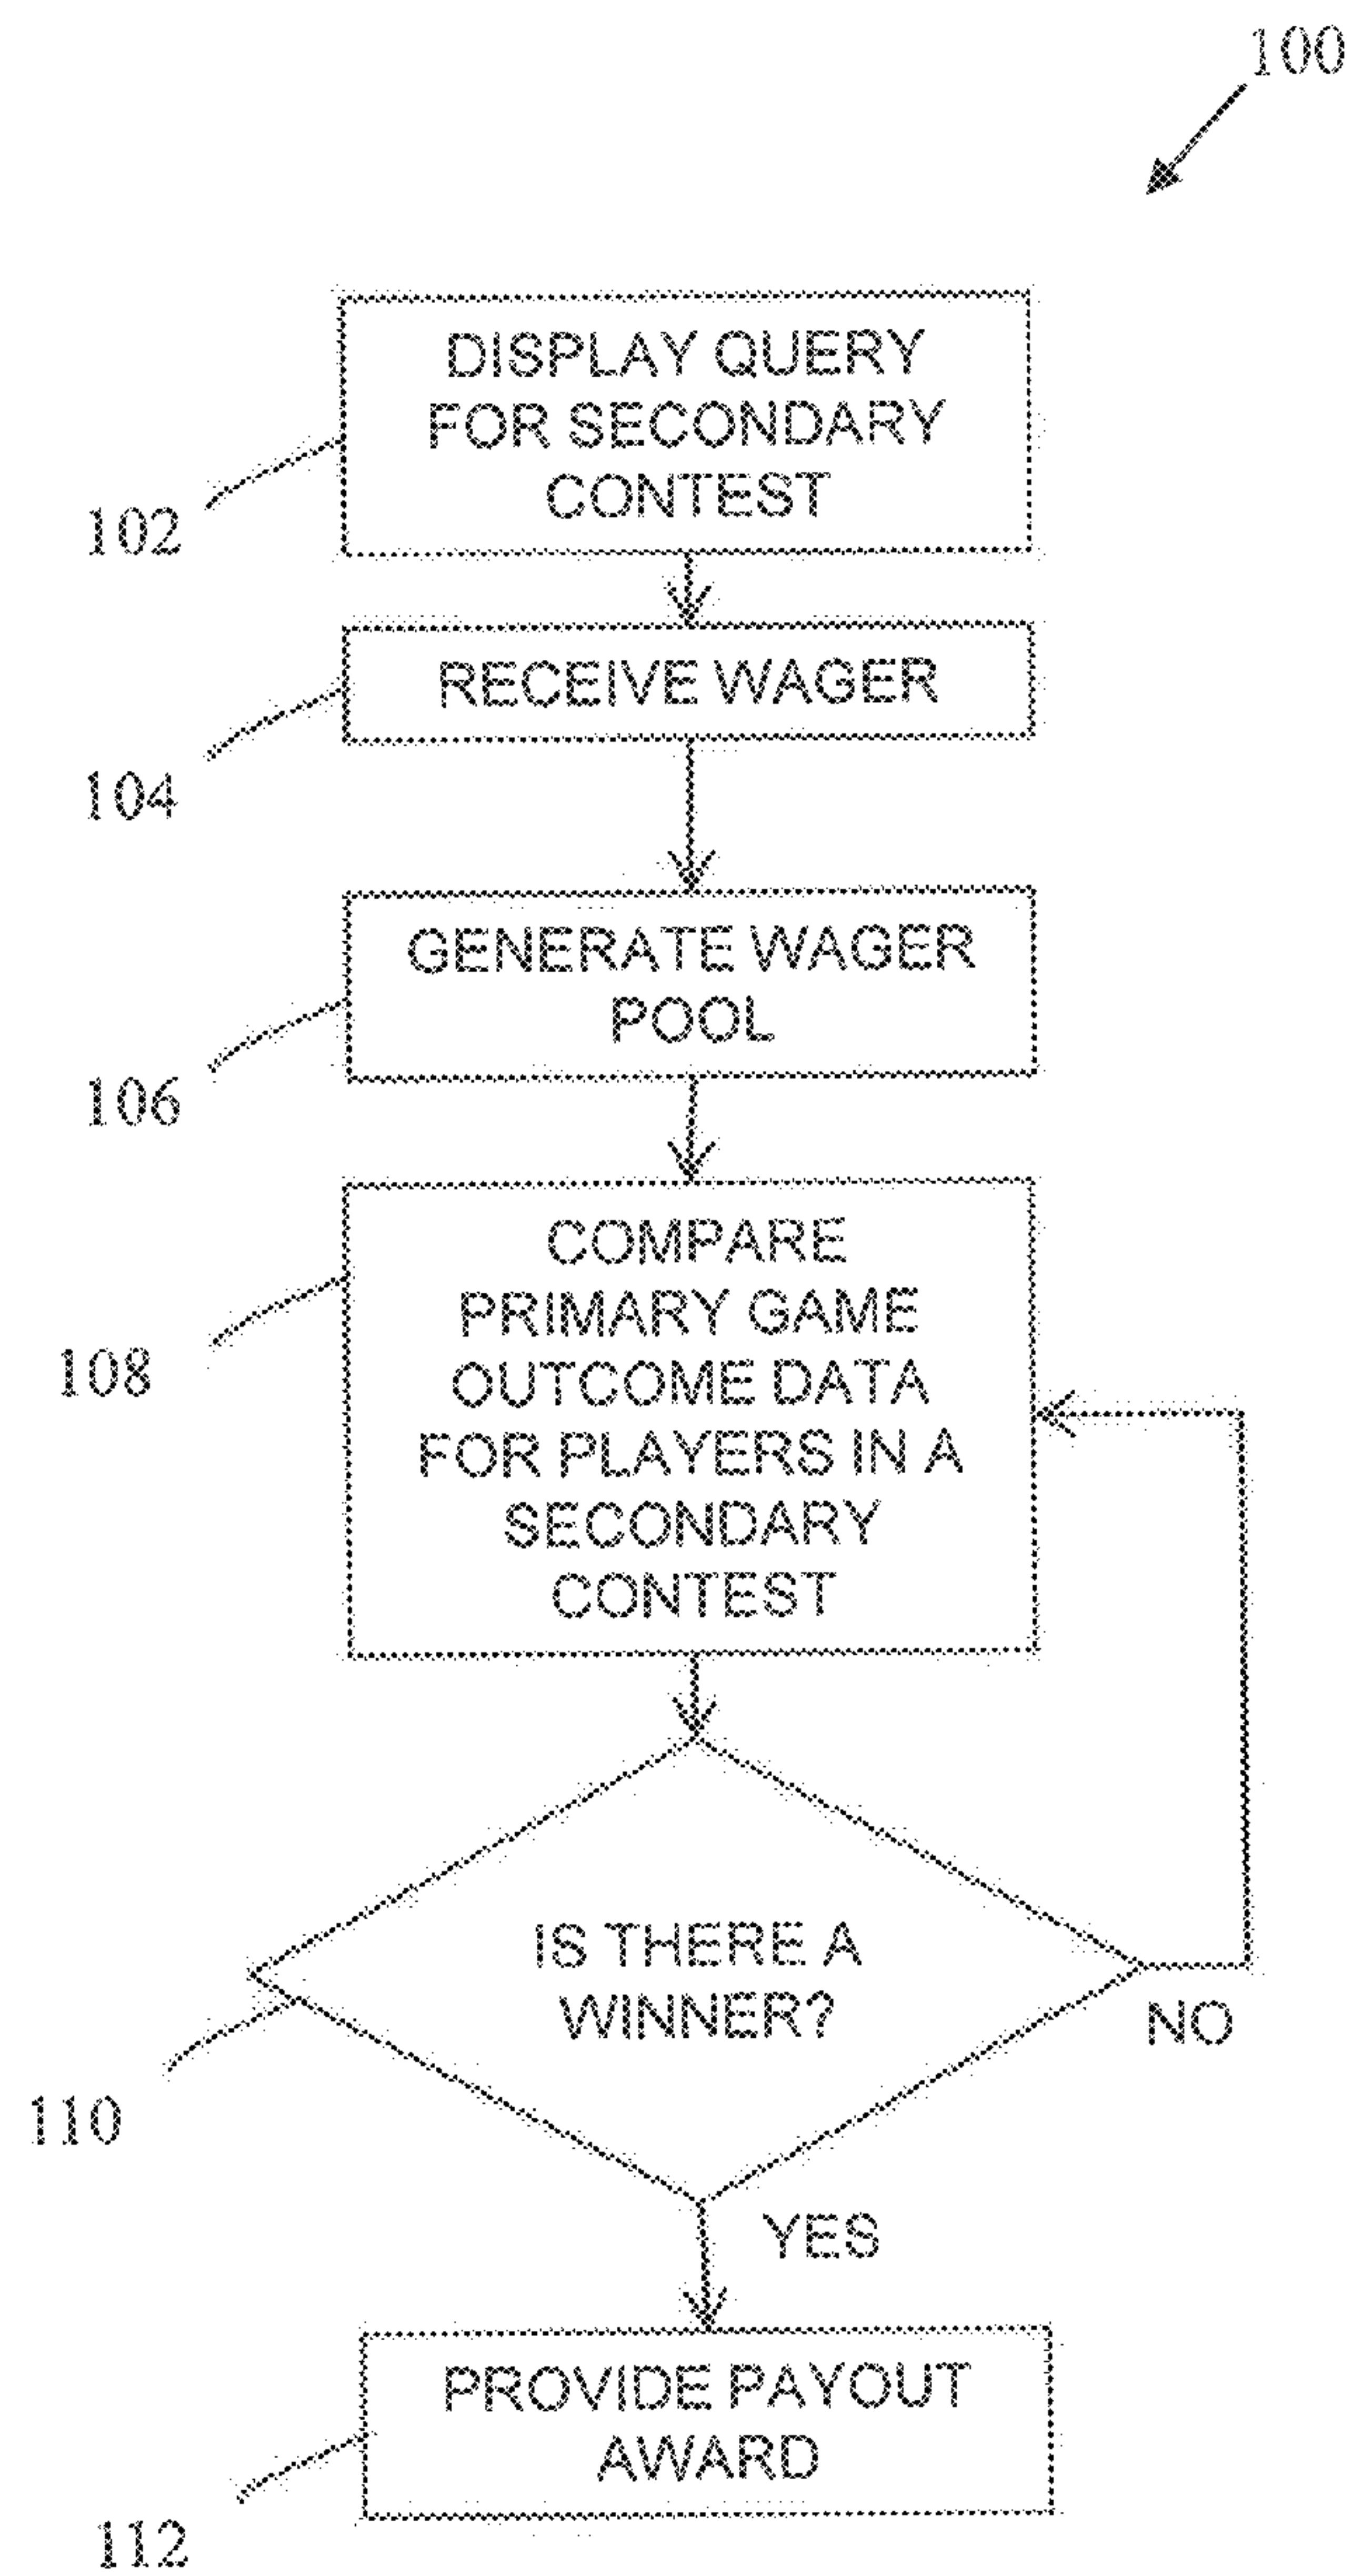 100
DISPLAY QUERY
FOR SECONDARY
CONTEST
102
RECEIVE WAGER
104
GENERATE WAGER
POOL
106
COMPARE
PRIMARY GAME
OUTCOME DATA
FOR PLAYERS IN A
SECONDARY
CONTEST
108
IS THERE A
WINNER?
NO
110
YES
PROVIDE PAYOUT
AWARD
112